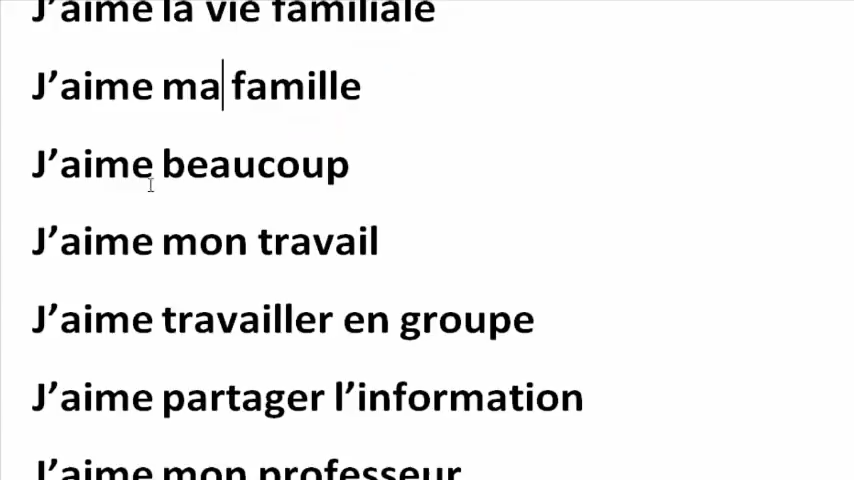 J’aime la vie familiale
J’aime ma famille
J’aime beaucoup
J’aime mon travail
J’aime travailler en groupe
J’aime partager l’information
J’aime mon professeur